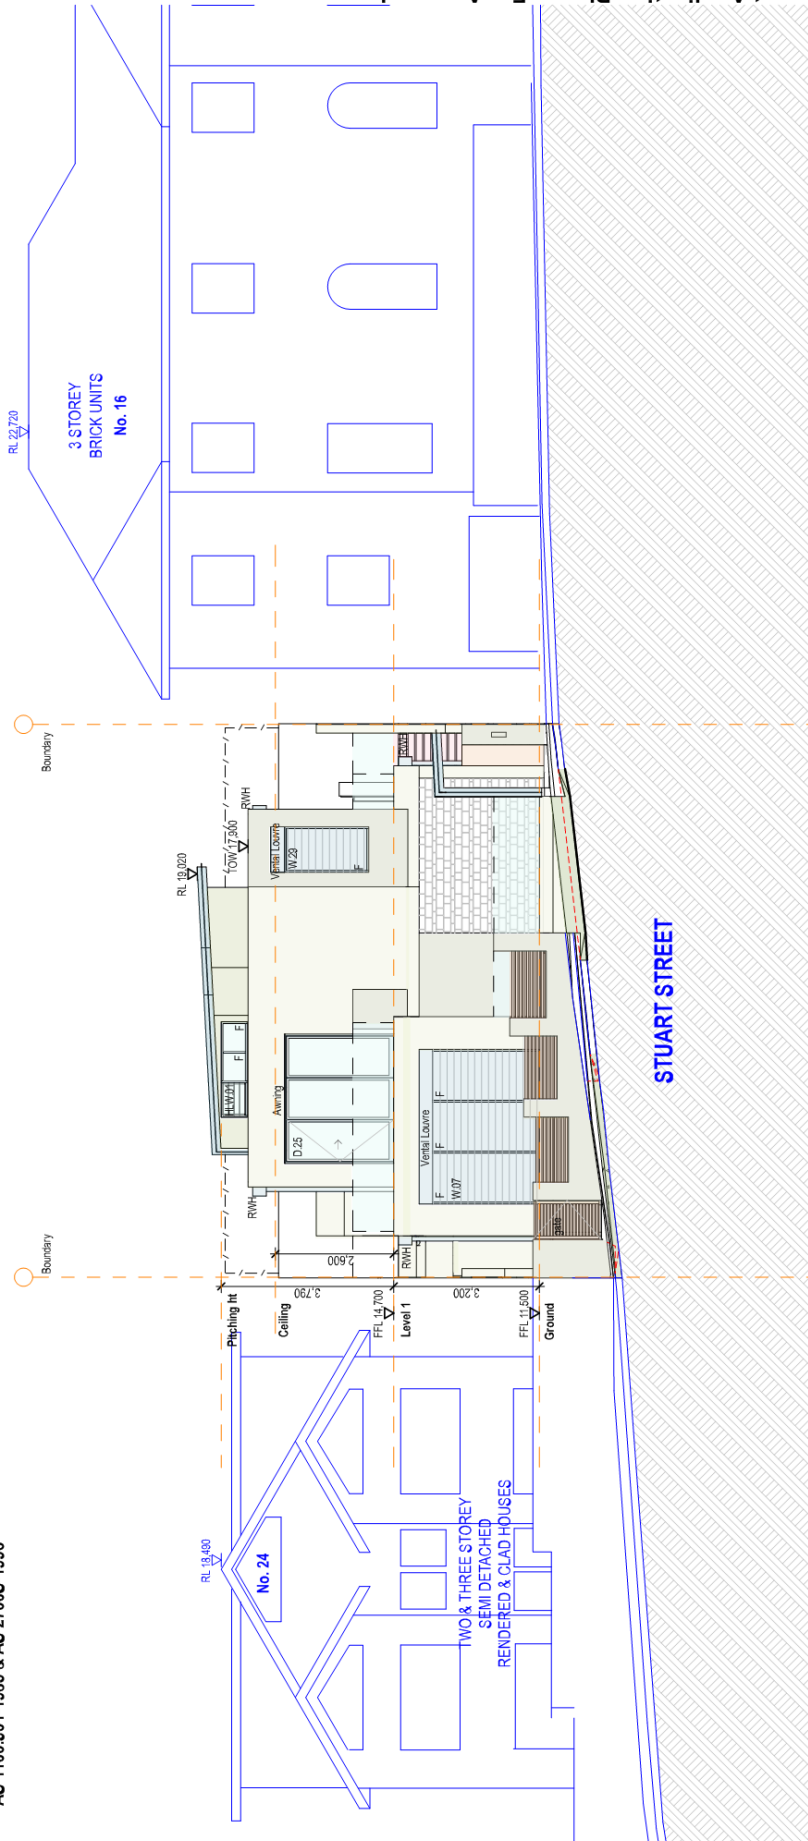 RL 22,720
3 STOREY
BRICK UNITS
No. 16
Boundary
RL 19,020
TOW 17,900
RWH
Vental Louvre
W.29
F
RWH
HLW.01
F
F
Awning
D.25
Vental Louvre
W.07
F
F
gate
RWH
RWH
Boundary
Pitching ht
Ceiling
2,600
3,790
FFL 14,700
Level 1
3,200
FFL 11,500
Ground
STUART STREET
RL 18,490
No. 24
TWO & THREE STOREY
SEMI DETACHED
RENDERED & CLAD HOUSES